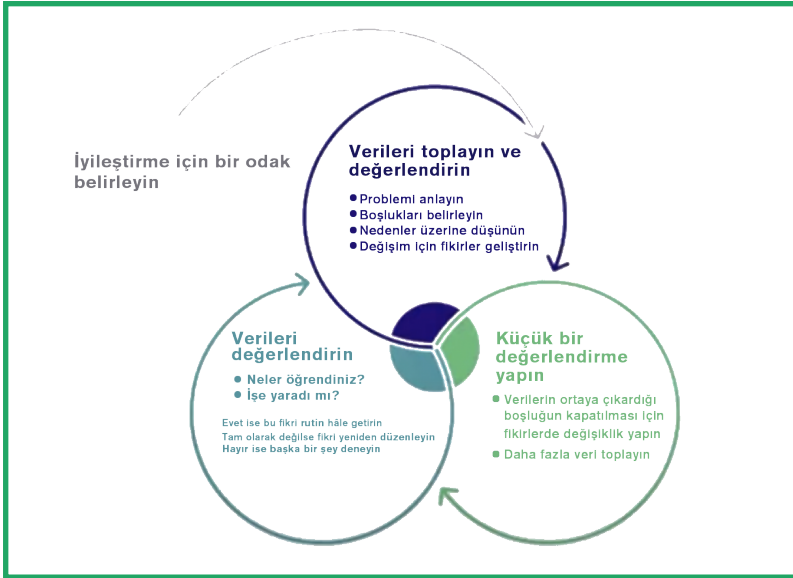 İyileştirme için bir odak
belirleyin
Verileri toplayın ve
değerlendirin
• Problemi anlayın
• Boşlukları belirleyin
• Nedenler üzerine düşünün
• Değişim için fikirler geliştirin
Küçük bir
değerlendirme
yapın
• Verilerin ortaya çıkardığı
boşluğun kapatılması için
fikirlerde değişiklik yapın
• Daha fazla veri toplayın
Verileri
değerlendirin
• Neler öğrendiniz?
• İşe yaradı mı?
Evet ise bu fikri rutin hâle getirin
Tam olarak değilse fikri yeniden düzenleyin
Hayır ise başka bir şey deneyin